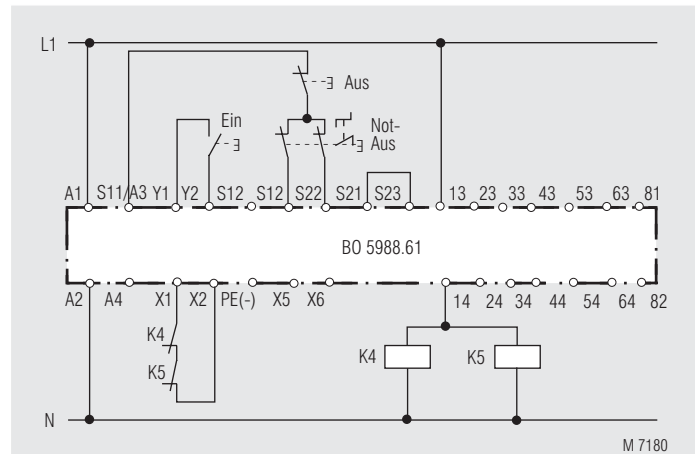 L1
Aus
Ein
Not-
Aus
A1 S11/A3 Y1 Y2 S12 S12 S22 S21 S23 13 23 33 43 53 63 81
BO 5988.61
A2 A4 X1 X2 PE(-) X5 X6 14 24 34 44 54 64 82
K4
K5
K4 K5
N
M 7180